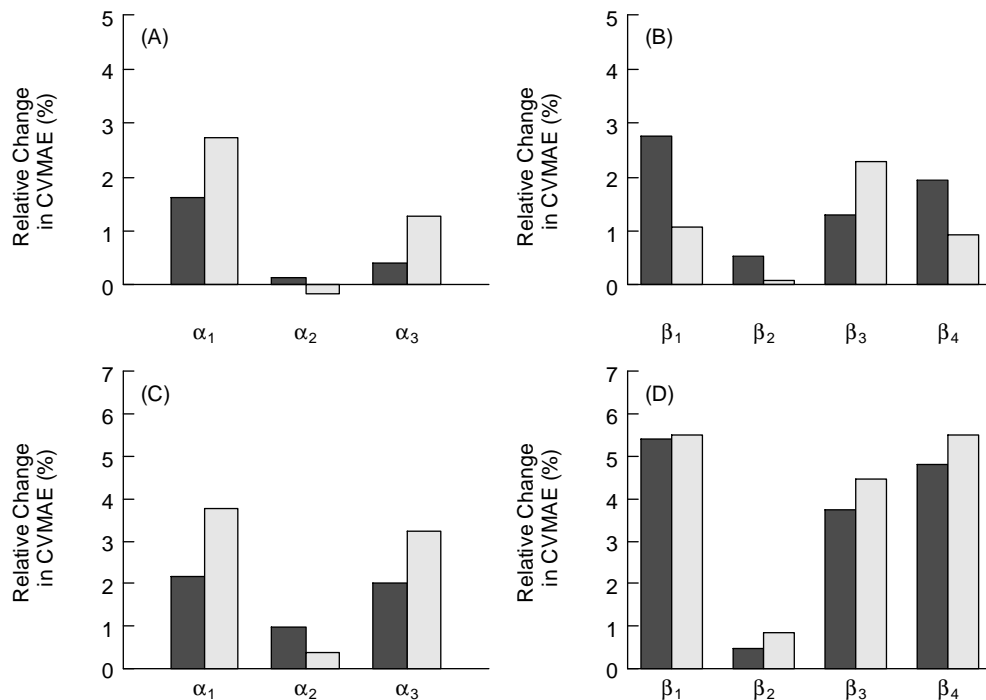 (A)
Relative Change
in CVMAE (%)
5
4
3
2
1
0
α₁ α₂ α₃
(B)
Relative Change
in CVMAE (%)
5
4
3
2
1
0
β₁ β₂ β₃ β₄
(C)
Relative Change
in CVMAE (%)
7
6
5
4
3
2
1
0
α₁ α₂ α₃
(D)
Relative Change
in CVMAE (%)
7
6
5
4
3
2
1
0
β₁ β₂ β₃ β₄